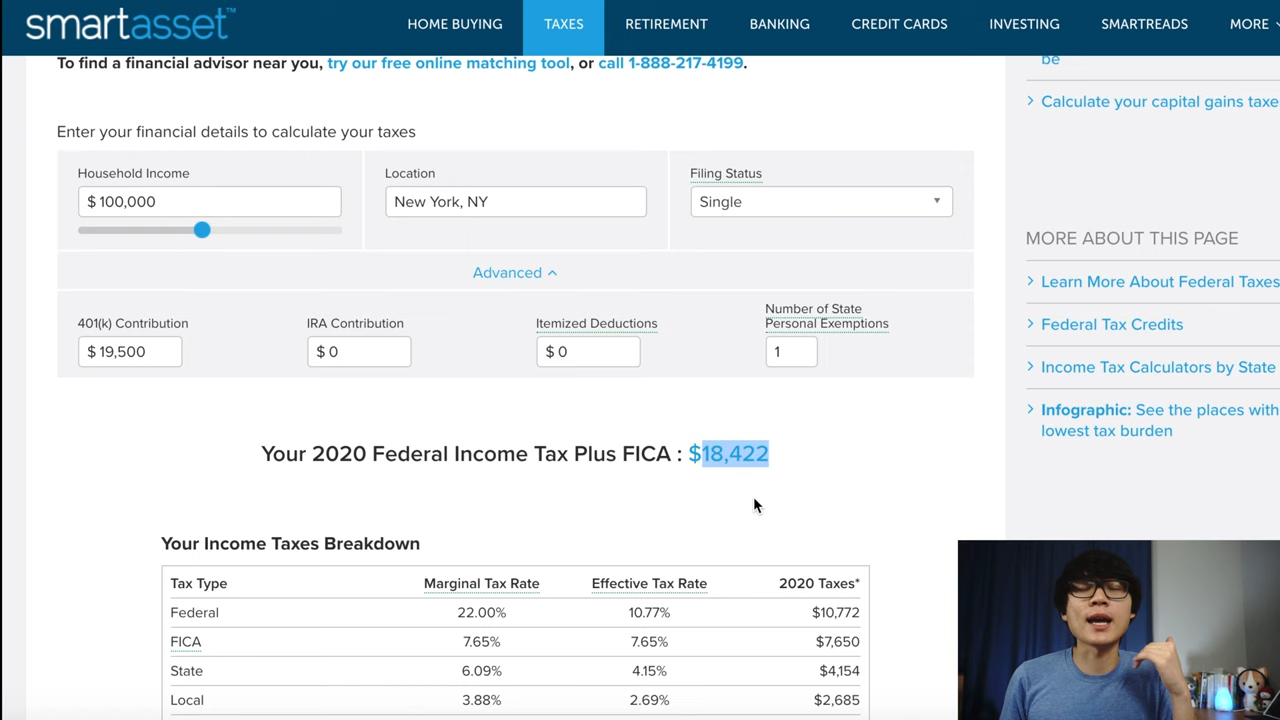 smartasset™
HOME BUYING TAXES RETIREMENT BANKING CREDIT CARDS INVESTING SMARTREADS MORE
To find a financial advisor near you, try our free online matching tool, or call 1-888-217-4199.
be
Calculate your capital gains taxe
Enter your financial details to calculate your taxes
Household Income
$ 100,000
Location
New York, NY
Filing Status
Single
Advanced
401(k) Contribution
$ 19,500
IRA Contribution
$ 0
Itemized Deductions
$ 0
Number of State
Personal Exemptions
1
MORE ABOUT THIS PAGE
Learn More About Federal Taxes
Federal Tax Credits
Income Tax Calculators by State
Infographic: See the places with
lowest tax burden
Your 2020 Federal Income Tax Plus FICA : $18,422
Your Income Taxes Breakdown
Tax Type Marginal Tax Rate Effective Tax Rate 2020 Taxes*
Federal 22.00% 10.77% $10,772
FICA 7.65% 7.65% $7,650
State 6.09% 4.15% $4,154
Local 3.88% 2.69% $2,685